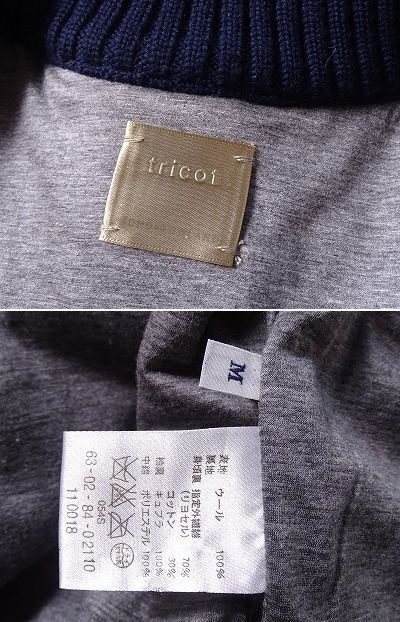 tricot
M
表地 ウール 100%
裏地
身頃裏 指定外繊維 70%
(リヨセル)
コットン 30%
袖裏 キュプラ 100%
中綿 ポリエステル 100%
054S
63-02-84-02110
110018